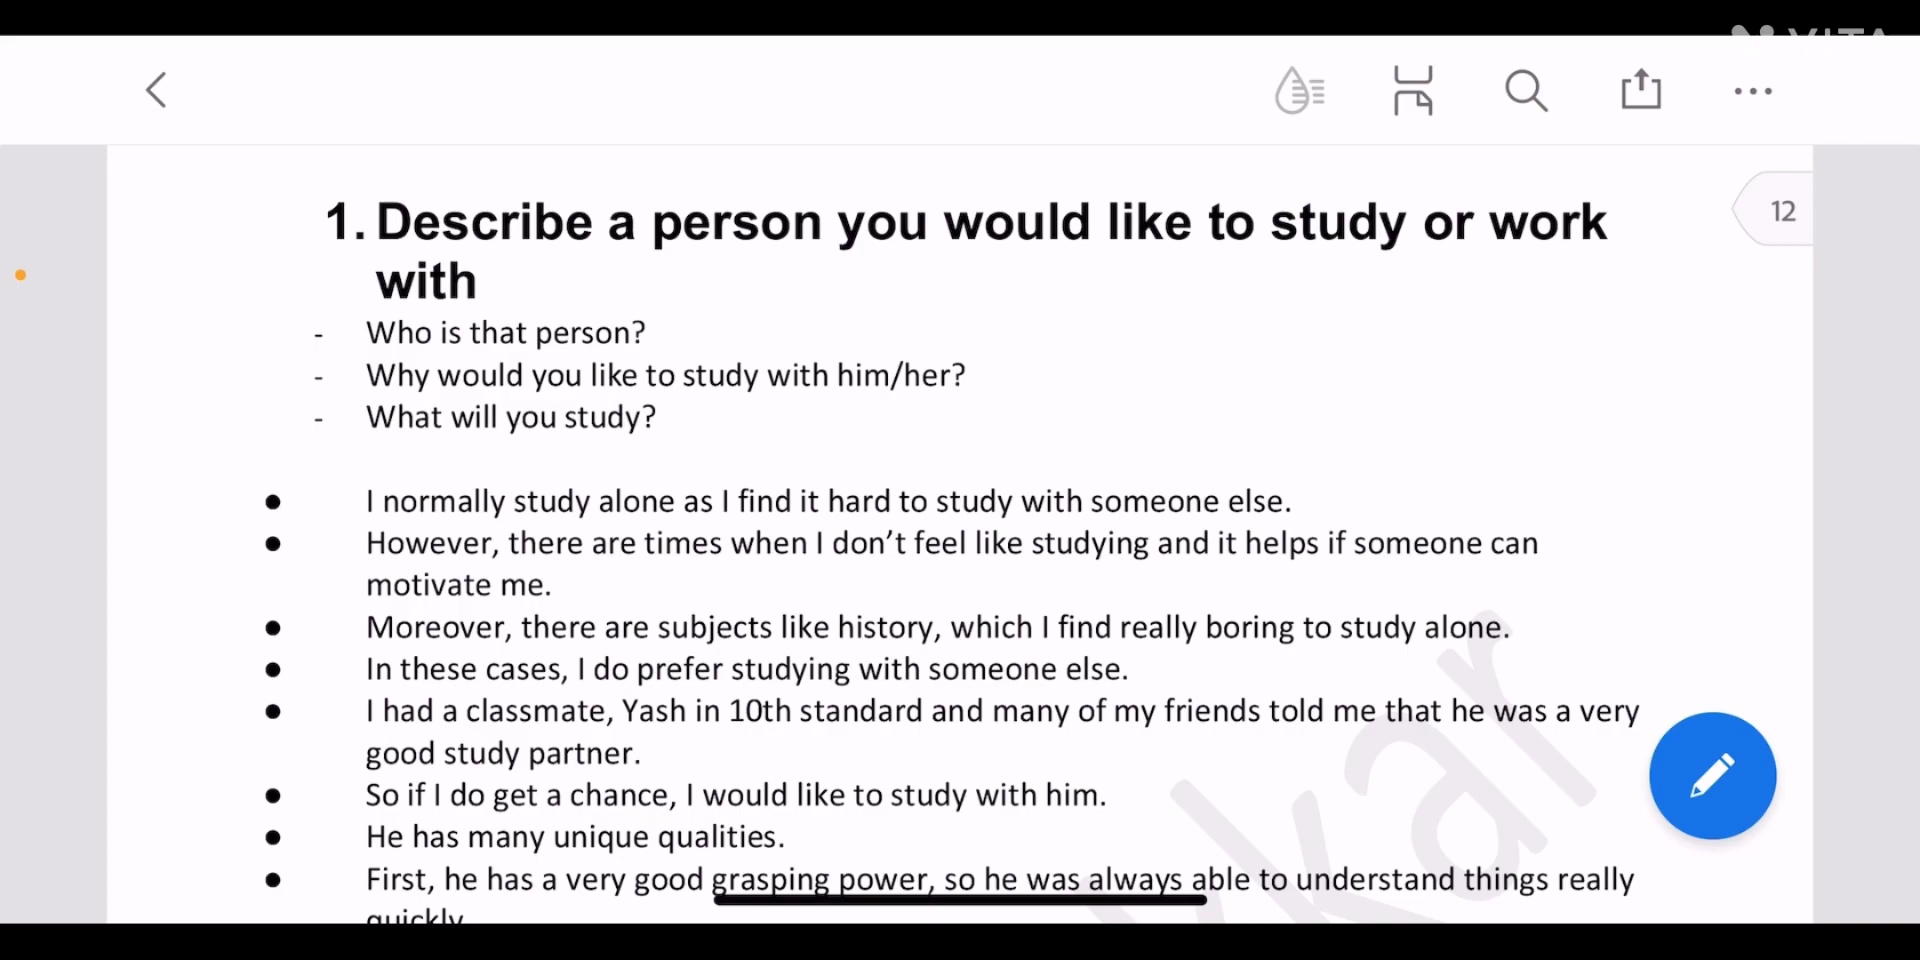 1. Describe a person you would like to study or work
with
12
- Who is that person?
- Why would you like to study with him/her?
- What will you study?
● I normally study alone as I find it hard to study with someone else.
● However, there are times when I don’t feel like studying and it helps if someone can
motivate me.
● Moreover, there are subjects like history, which I find really boring to study alone.
● In these cases, I do prefer studying with someone else.
● I had a classmate, Yash in 10th standard and many of my friends told me that he was a very
good study partner.
● So if I do get a chance, I would like to study with him.
● He has many unique qualities.
● First, he has a very good grasping power, so he was always able to understand things really
quickly